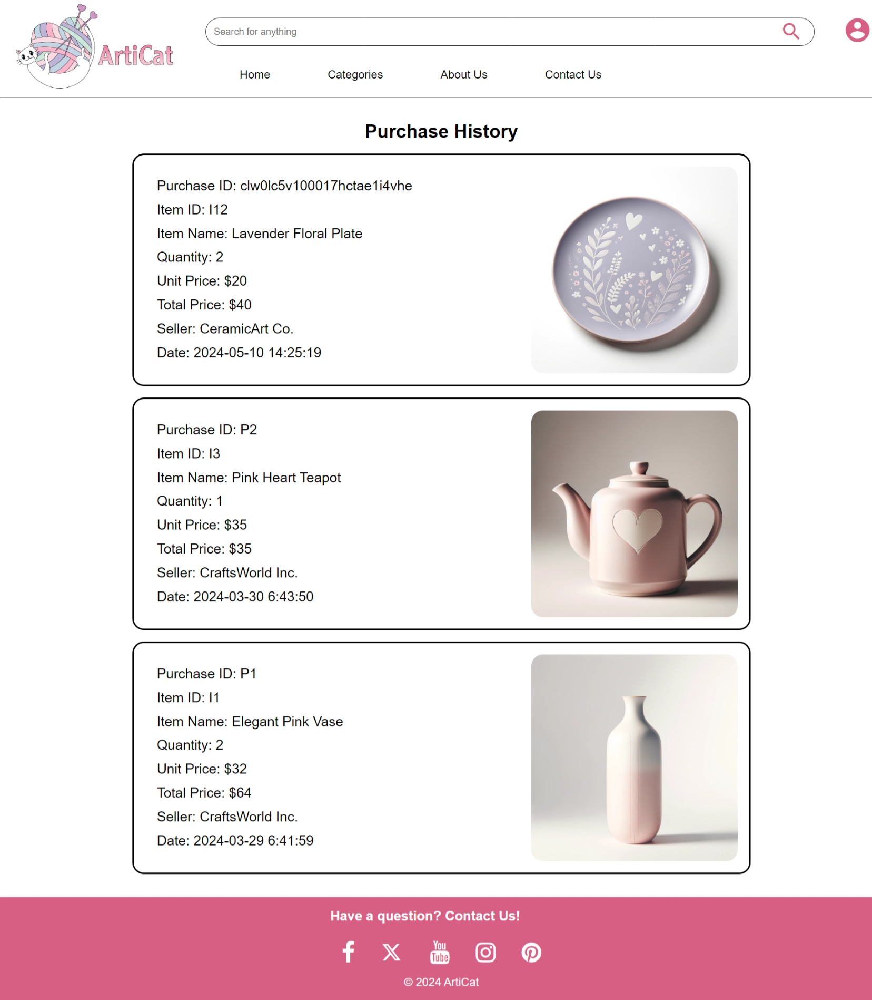 ArtiCat
Search for anything
Home Categories About Us Contact Us
Purchase History
Purchase ID: clw0lc5v100017hctae1i4vhe
Item ID: I12
Item Name: Lavender Floral Plate
Quantity: 2
Unit Price: $20
Total Price: $40
Seller: CeramicArt Co.
Date: 2024-05-10 14:25:19
Purchase ID: P2
Item ID: I3
Item Name: Pink Heart Teapot
Quantity: 1
Unit Price: $35
Total Price: $35
Seller: CraftsWorld Inc.
Date: 2024-03-30 6:43:50
Purchase ID: P1
Item ID: I1
Item Name: Elegant Pink Vase
Quantity: 2
Unit Price: $32
Total Price: $64
Seller: CraftsWorld Inc.
Date: 2024-03-29 6:41:59
Have a question? Contact Us!
You
Tube
© 2024 ArtiCat